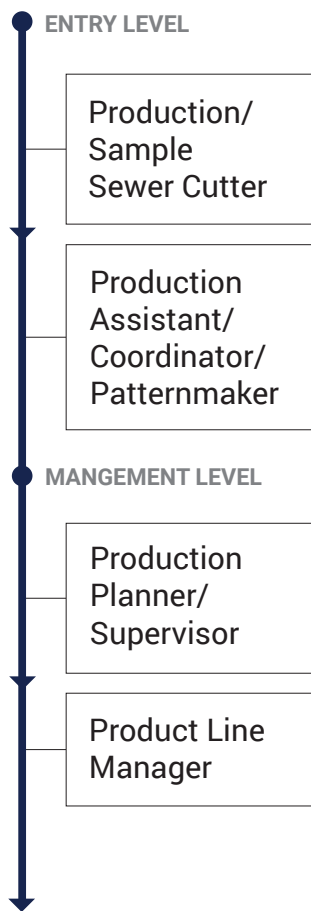 ENTRY LEVEL
Production/
Sample
Sewer Cutter
Production
Assistant/
Coordinator/
Patternmaker
MANGEMENT LEVEL
Production
Planner/
Supervisor
Product Line
Manager